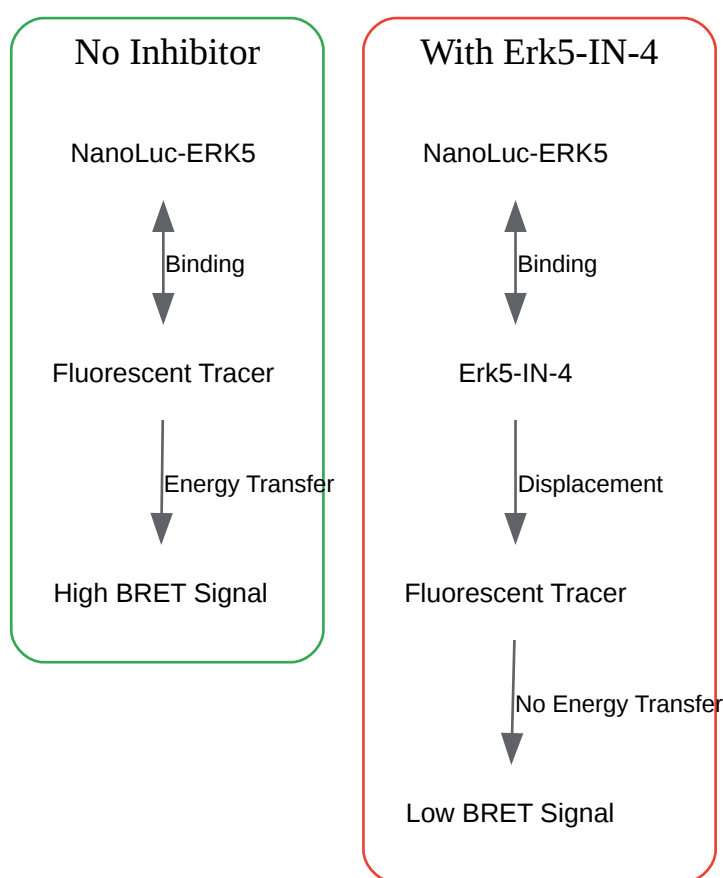 No Inhibitor
NanoLuc-ERK5
Binding
Fluorescent Tracer
Energy Transfer
High BRET Signal
With Erk5-IN-4
NanoLuc-ERK5
Binding
Erk5-IN-4
Displacement
Fluorescent Tracer
No Energy Transfer
Low BRET Signal